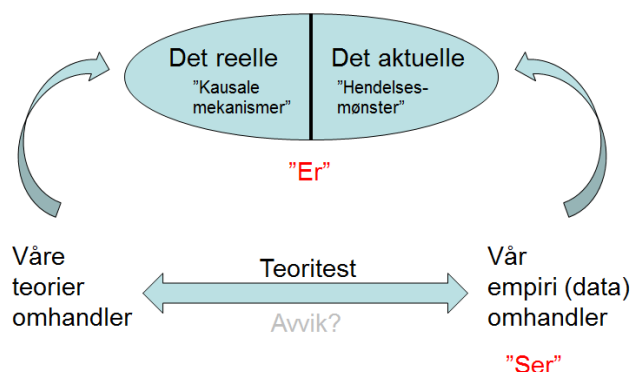 Det reelle
"Kausale
mekanismer"
Det aktuelle
"Hendelses-
mønster"
"Er"
Våre
teorier
omhandler
Teoritest
Avvik?
Vår
empiri (data)
omhandler
"Ser"